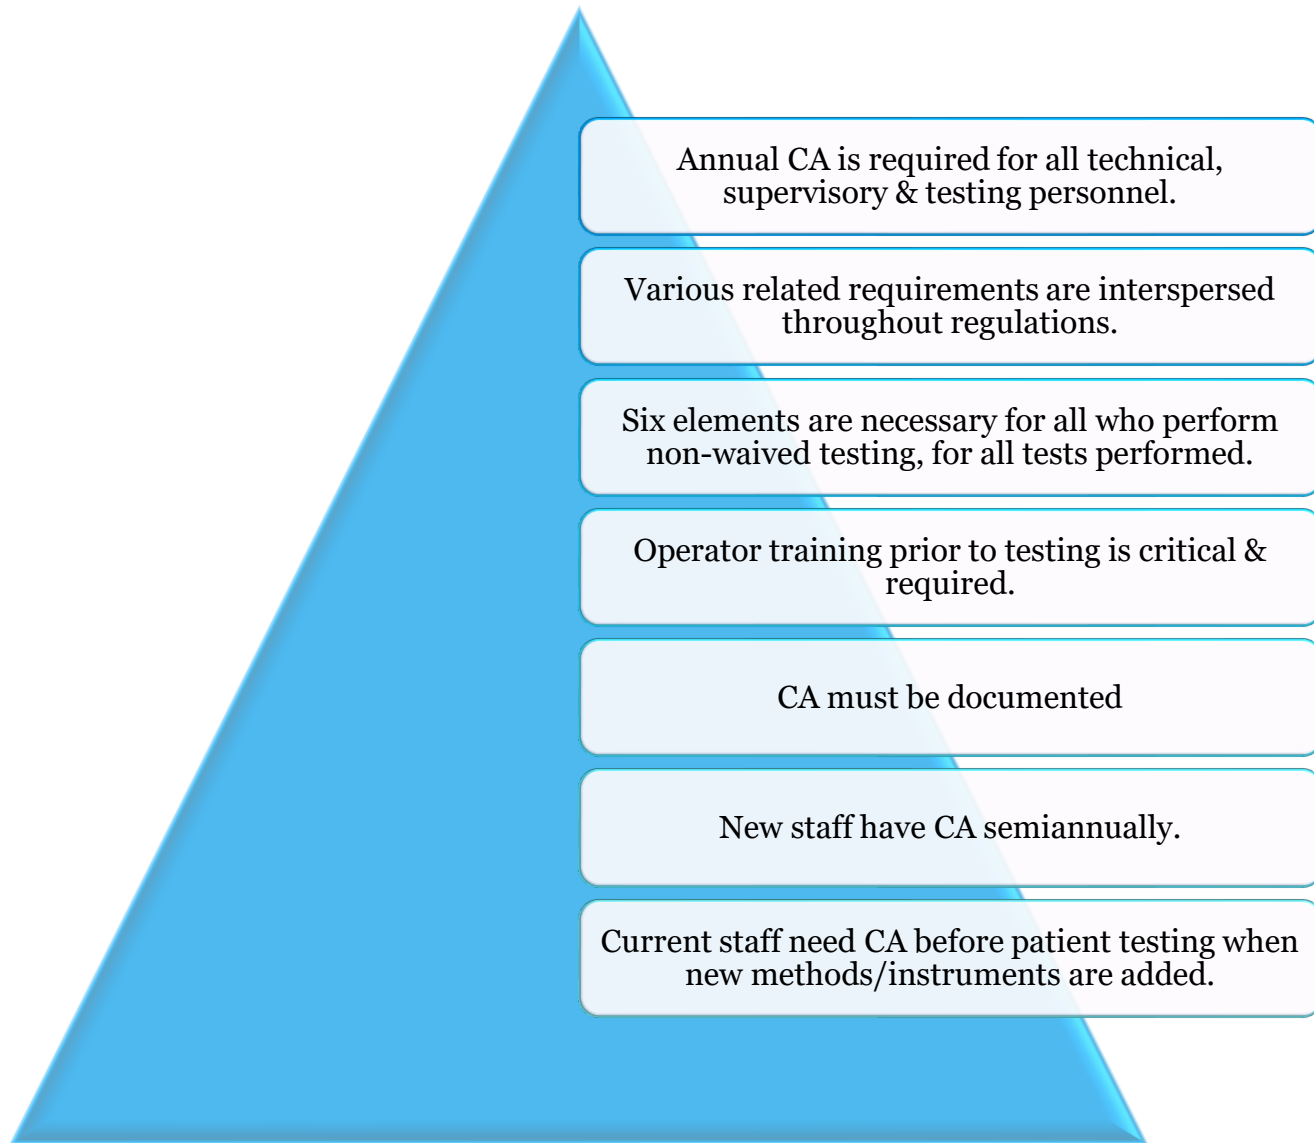 Annual CA is required for all technical,
supervisory & testing personnel.
Various related requirements are interspersed
throughout regulations.
Six elements are necessary for all who perform
non-waived testing, for all tests performed.
Operator training prior to testing is critical &
required.
CA must be documented
New staff have CA semiannually.
Current staff need CA before patient testing when
new methods/instruments are added.